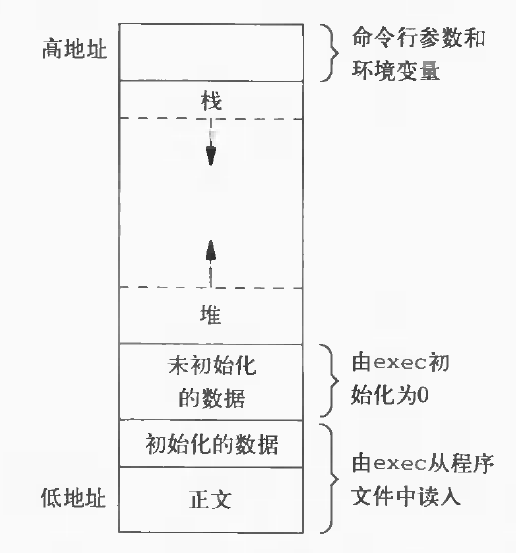 高地址
命令行参数和
环境变量
栈
堆
未初始化
的数据
由exec初
始化为0
初始化的数据
由exec从程序
文件中读入
低地址
正文